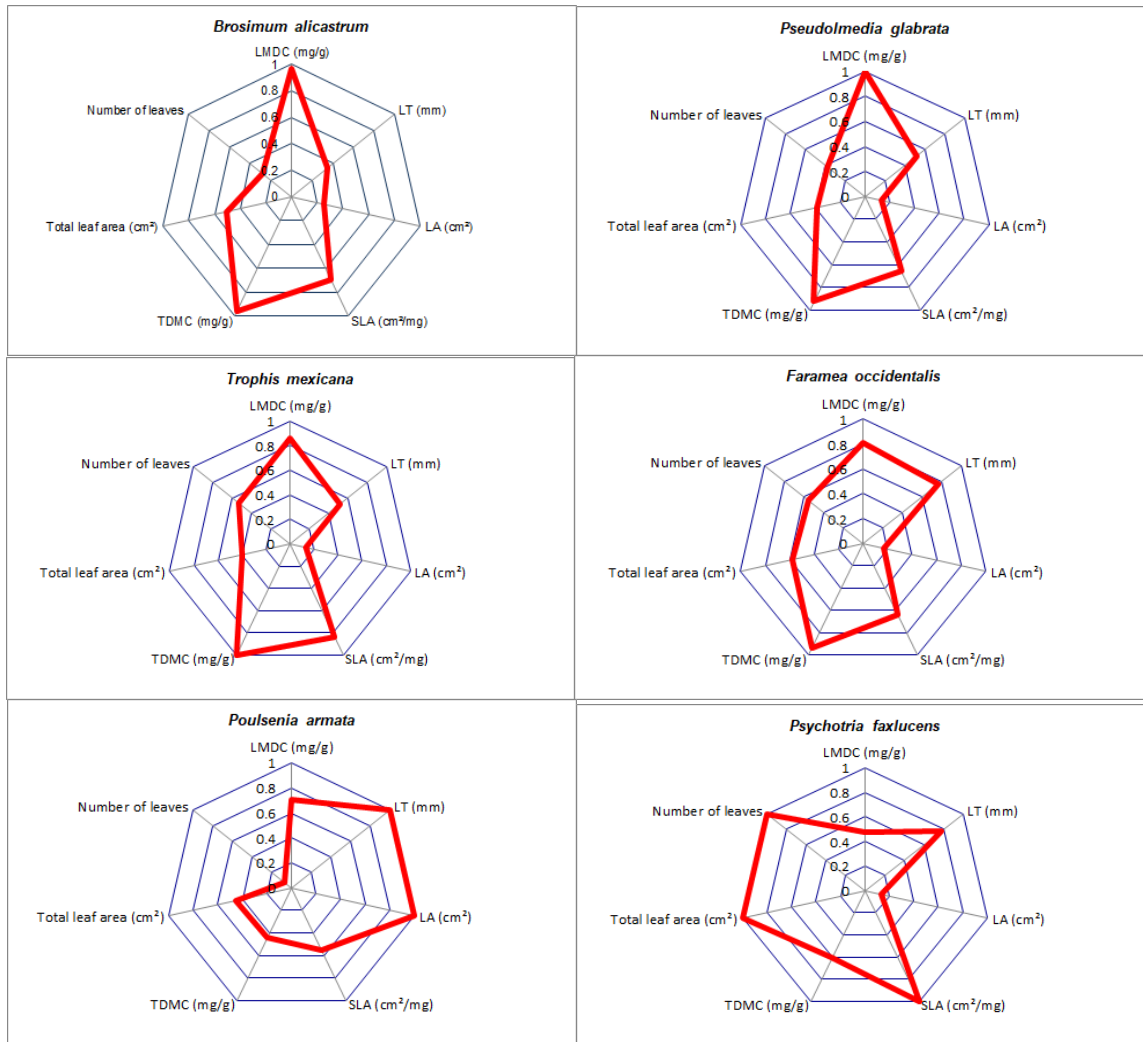 Brosimum alicastrum
LMDC (mg/g)
1
0.8
0.6
0.4
0.2
0
LT (mm)
LA (cm²)
SLA (cm²/mg)
TDMC (mg/g)
Total leaf area (cm²)
Number of leaves
Pseudolmedia glabrata
LMDC (mg/g)
1
0.8
0.6
0.4
0.2
0
LT (mm)
LA (cm²)
SLA (cm²/mg)
TDMC (mg/g)
Total leaf area (cm²)
Number of leaves
Trophis mexicana
LMDC (mg/g)
1
0.8
0.6
0.4
0.2
0
LT (mm)
LA (cm²)
SLA (cm²/mg)
TDMC (mg/g)
Total leaf area (cm²)
Number of leaves
Faramea occidentalis
LMDC (mg/g)
1
0.8
0.6
0.4
0.2
0
LT (mm)
LA (cm²)
SLA (cm²/mg)
TDMC (mg/g)
Total leaf area (cm²)
Number of leaves
Poulsenia armata
LMDC (mg/g)
1
0.8
0.6
0.4
0.2
0
LT (mm)
LA (cm²)
SLA (cm²/mg)
TDMC (mg/g)
Total leaf area (cm²)
Number of leaves
Psychotria faxlucens
LMDC (mg/g)
1
0.8
0.6
0.4
0.2
0
LT (mm)
LA (cm²)
SLA (cm²/mg)
TDMC (mg/g)
Total leaf area (cm²)
Number of leaves